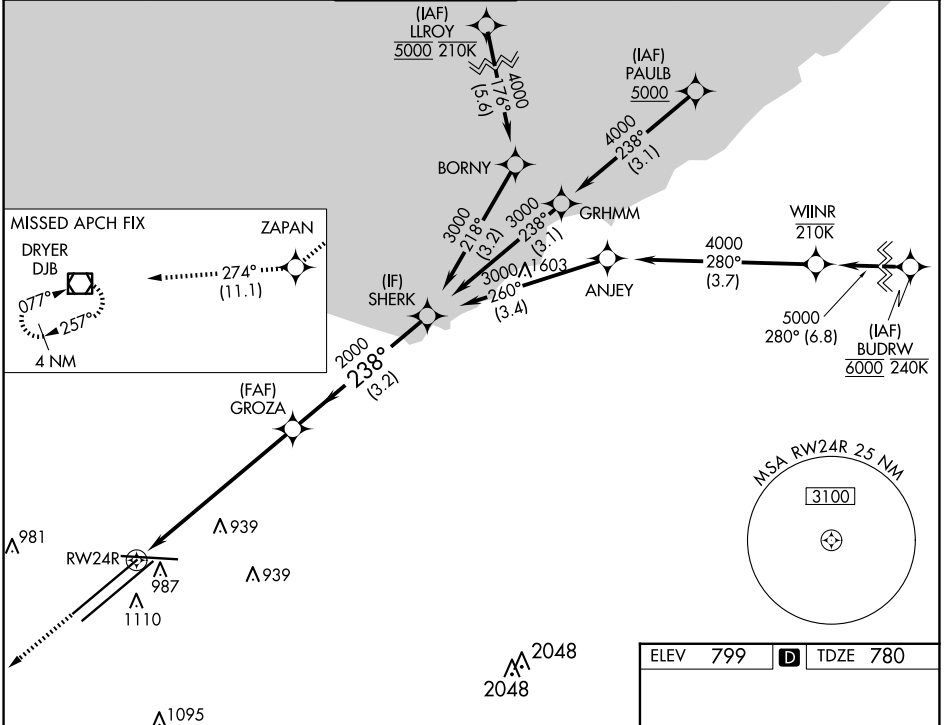 (IAF)
LLROY
5000 210K
4000
176°
(5.6)
(IAF)
PAULB
5000
4000
238°
(3.1)
BORNY
GRHMM
3000
218°
(3.2)
3000
238°
(3.1)
MISSED APCH FIX
DRYER
DJB
ZAPAN
274°
(11.1)
077°
257°
4 NM
WIINR
210K
4000
280°
(3.7)
ANJEY
1603
3000
260°
(3.4)
(IF)
SHERK
5000
280° (6.8)
(IAF)
BUDRW
6000 240K
2000
238°
(3.2)
(FAF)
GROZA
MSA RW24R 25 NM
3100
981
939
RW24R
987
939
1110
2048
2048
1095
ELEV 799 D TDZE 780